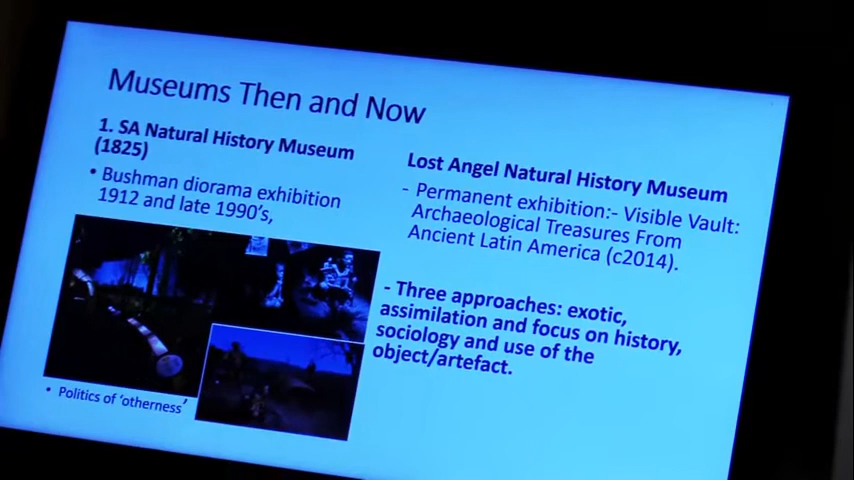 Museums Then and Now
1. SA Natural History Museum
(1825)
• Bushman diorama exhibition
1912 and late 1990's,
• Politics of 'otherness'
Lost Angel Natural History Museum
- Permanent exhibition:- Visible Vault:
Archaeological Treasures From
Ancient Latin America (c2014).
- Three approaches: exotic,
assimilation and focus on history,
sociology and use of the
object/artefact.